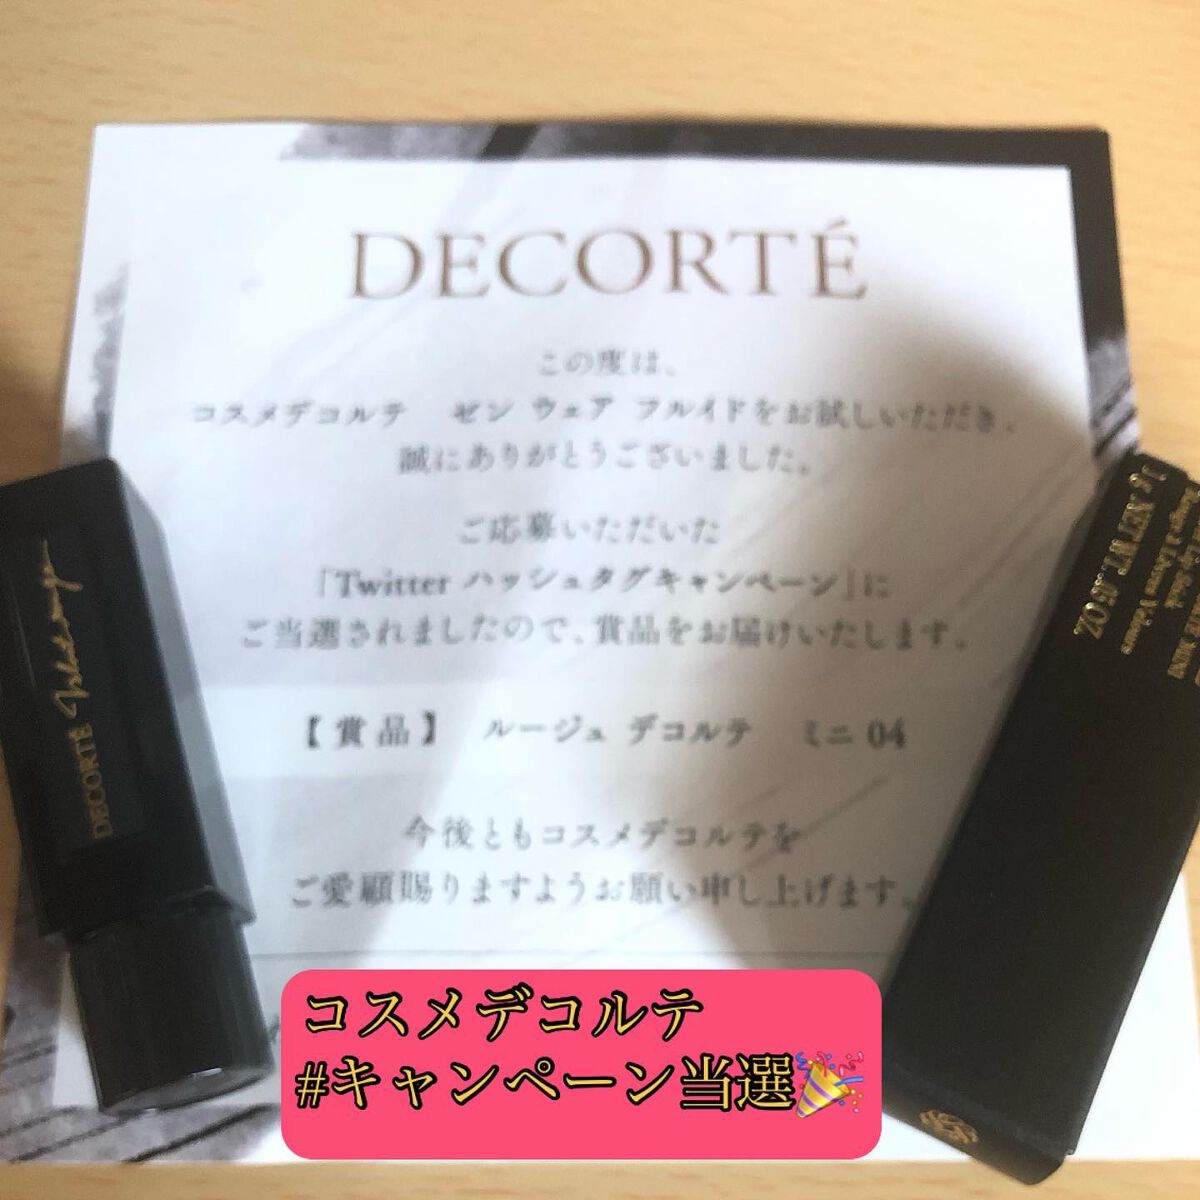 DECORTÉ
この度は、
コスメデコルテ ゼン ウェア フルイドをお試しいただき、
誠にありがとうございました。
ご応募いただいた
「Twitter ハッシュタグキャンペーン」に
ご当選されましたので、賞品をお届けいたします。
【賞品】 ルージュ デコルテ ミニ 04
今後ともコスメデコルテを
ご愛顧賜りますようお願い申し上げます。
DECORTÉ
1g NET WT. .03 OZ.
コスメデコルテ
#キャンペーン当選🎉